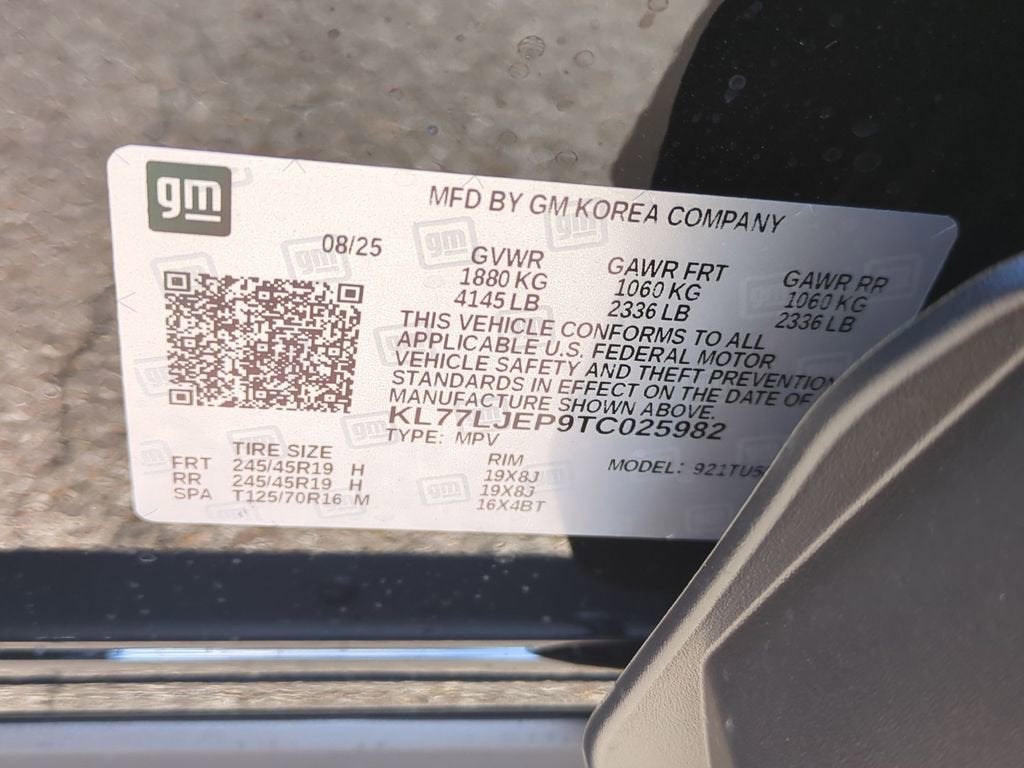 gm
MFD BY GM KOREA COMPANY
08/25
GVWR GAWR FRT GAWR RR
1880 KG 1060 KG 1060 KG
4145 LB 2336 LB 2336 LB
THIS VEHICLE CONFORMS TO ALL
APPLICABLE U.S. FEDERAL MOTOR
VEHICLE SAFETY AND THEFT PREVENTION
STANDARDS IN EFFECT ON THE DATE OF
MANUFACTURE SHOWN ABOVE.
KL77LJEP9TC025982
TYPE: MPV
MODEL: 921TU5
TIRE SIZE RIM
FRT 245/45R19 H 19X8J
RR 245/45R19 H 19X8J
SPA T125/70R16 M 16X4BT